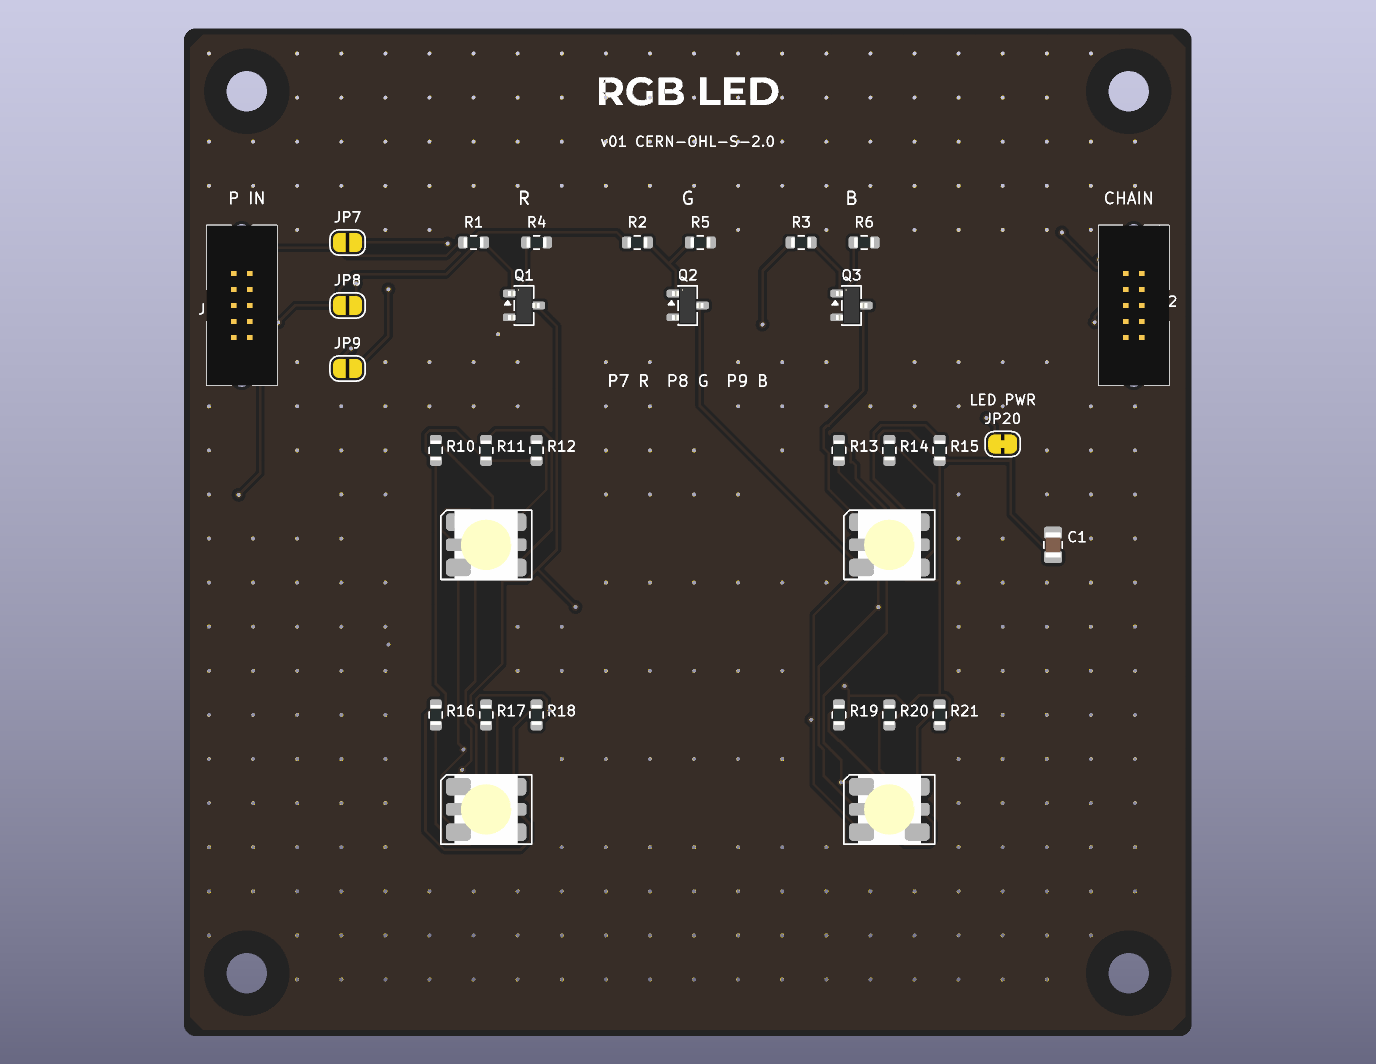 RGB LED
v01 CERN-OHL-S-2.0
P IN
R
G
B
CHAIN
JP7
R1
R4
R2
R5
R3
R6
JP8
Q1
Q2
Q3
J
2
JP9
P7 R
P8 G
P9 B
LED PWR
JP20
R10
R11
R12
R13
R14
R15
C1
R16
R17
R18
R19
R20
R21